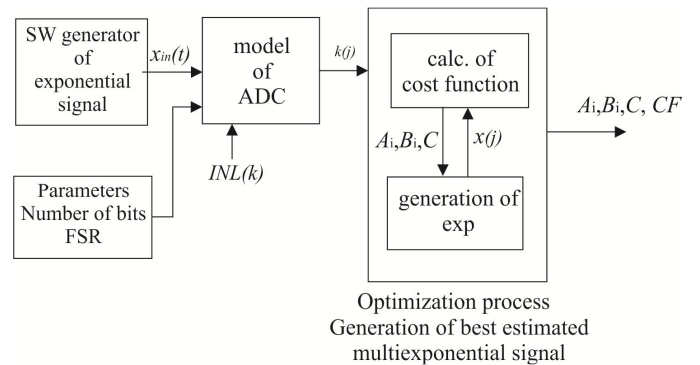 SW generator
of
exponential
signal
xin(t)
model
of
ADC
k(j)
calc. of
cost function
Ai,Bi,C
x(j)
generation of
exp
Ai,Bi,C, CF
INL(k)
Parameters
Number of bits
FSR
Optimization process
Generation of best estimated
multiexponential signal